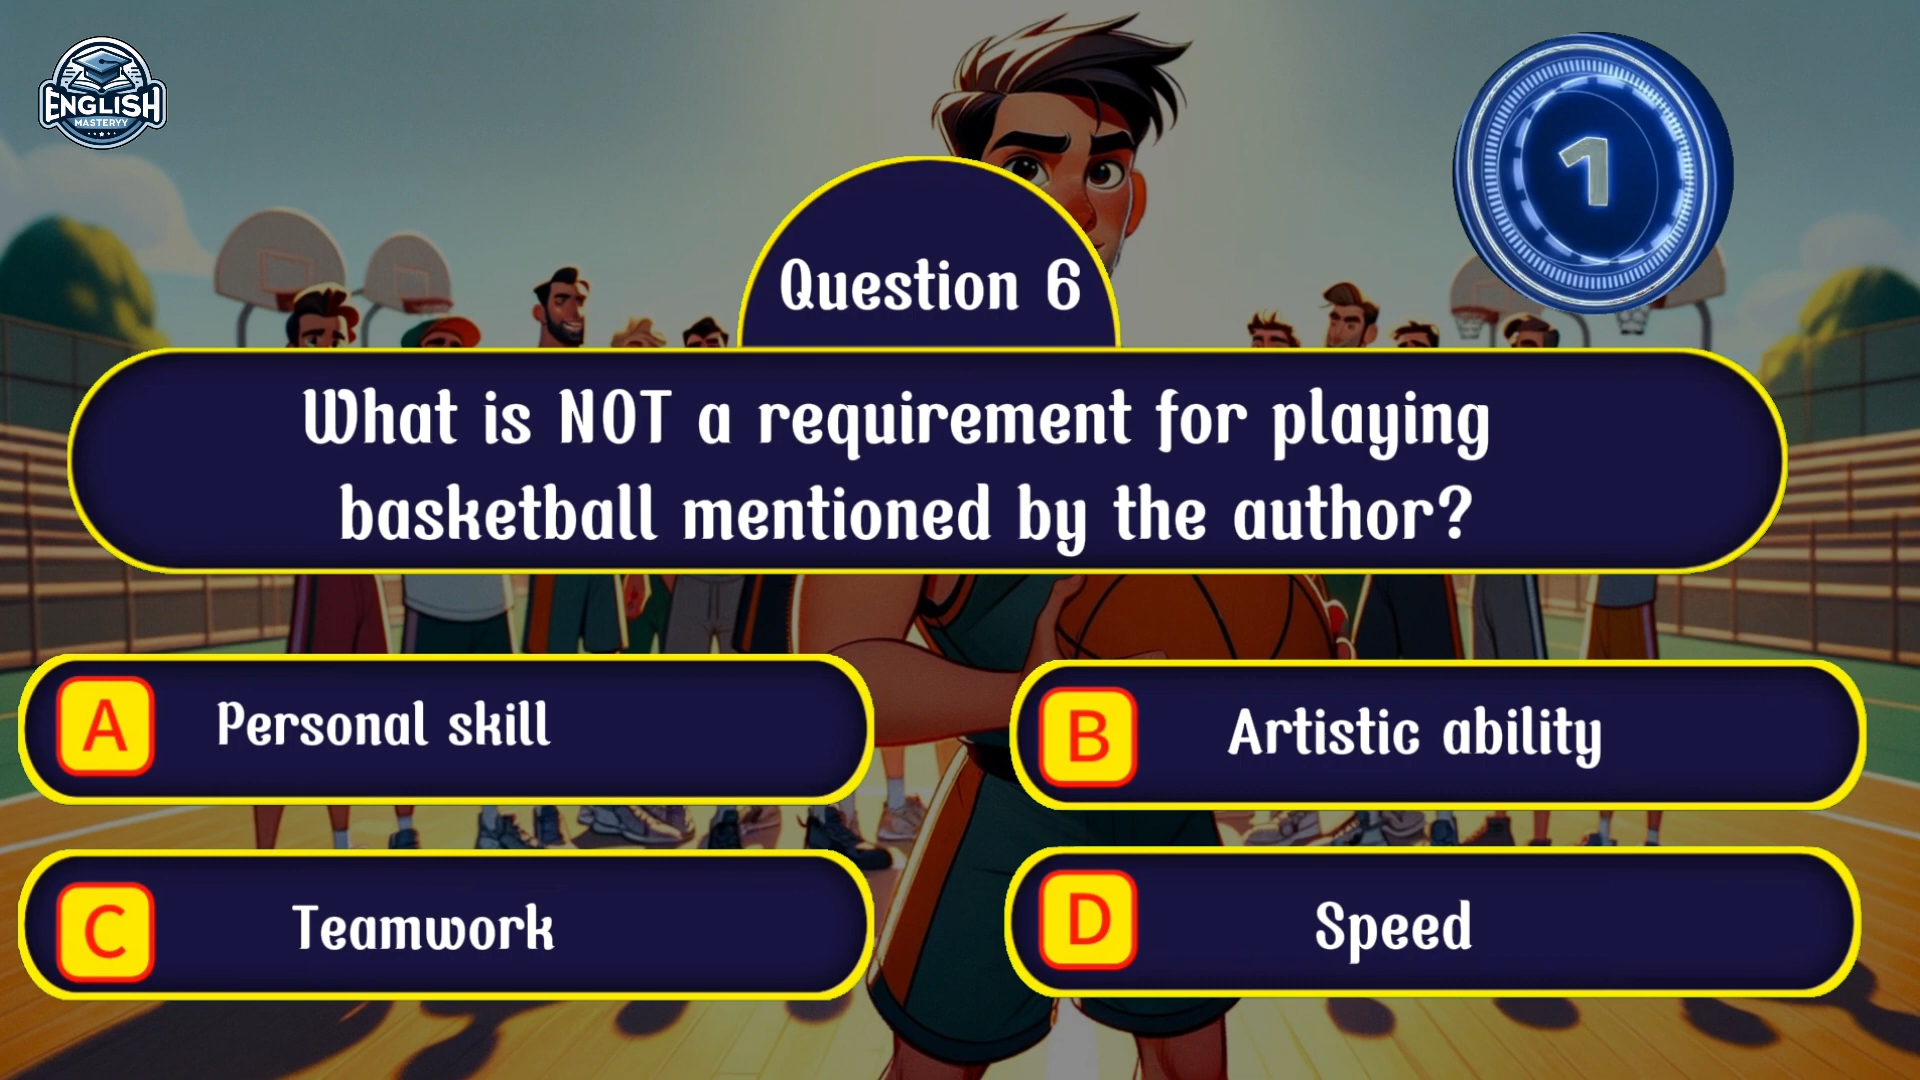 ENGLISH
MASTERYY
1
Question 6
What is NOT a requirement for playing
basketball mentioned by the author?
A Personal skill
B Artistic ability
C Teamwork
D Speed